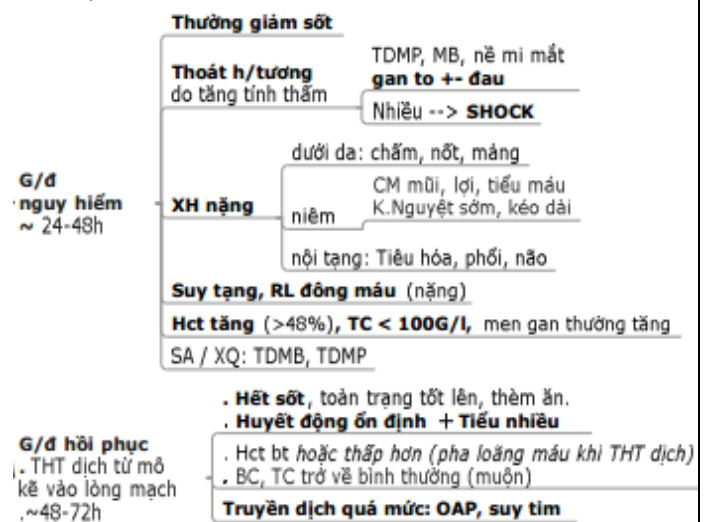 Thường giảm sốt
Thoát h/tương
do tăng tính thấm
TDMP, MB, nề mi mắt
gan to +- đau
Nhiều --> SHOCK
G/đ
nguy hiểm
~ 24-48h
XH nặng
dưới da: chấm, nốt, mảng
niêm
CM mũi, lợi, tiểu máu
K.Nguyệt sớm, kéo dài
nội tạng: Tiêu hóa, phổi, não
Suy tạng, RL đông máu (nặng)
Hct tăng (>48%), TC < 100G/l, men gan thường tăng
SA / XQ: TDMB, TDMP
G/đ hồi phục
. THT dịch từ mô
kẽ vào lòng mạch
.~48-72h
. Hết sốt, toàn trạng tốt lên, thèm ăn.
. Huyết động ổn định + Tiểu nhiều
. Hct bt hoặc thấp hơn (pha loãng máu khi THT dịch)
. BC, TC trở về bình thường (muộn)
Truyền dịch quá mức: OAP, suy tim